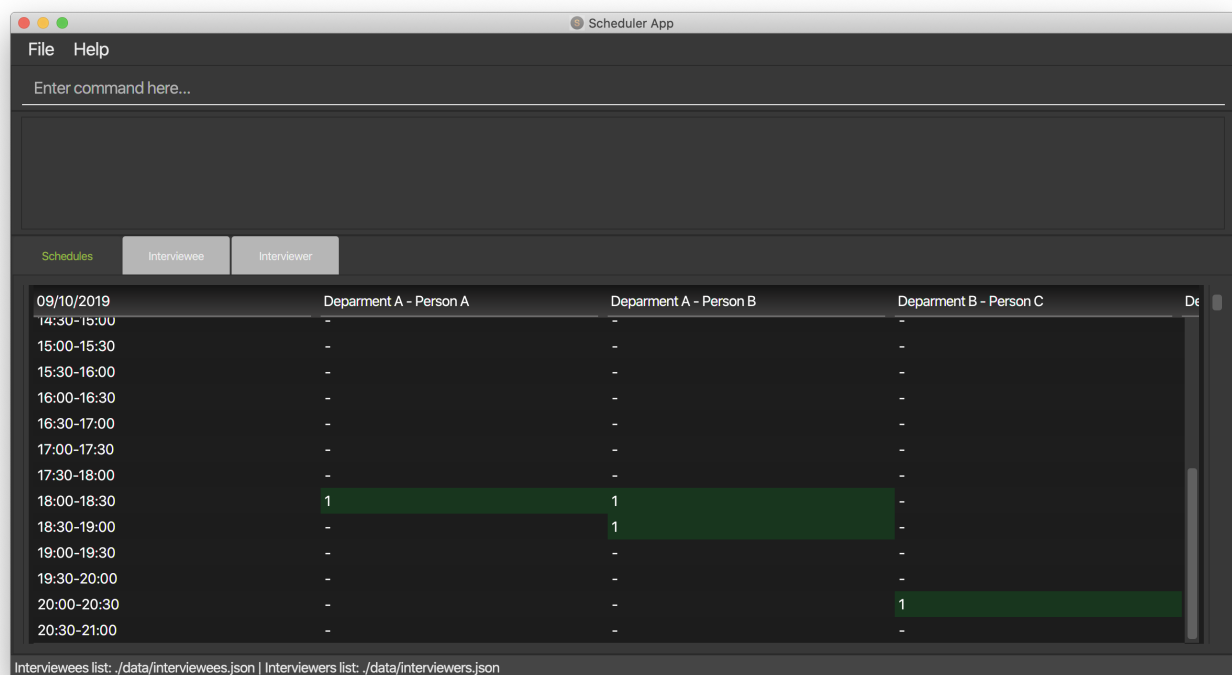 Scheduler App
File Help
Enter command here...
Schedules Interviewee Interviewer
09/10/2019 Deparment A - Person A Deparment A - Person B Deparment B - Person C De
14:30-15:00 - - -
15:00-15:30 - - -
15:30-16:00 - - -
16:00-16:30 - - -
16:30-17:00 - - -
17:00-17:30 - - -
17:30-18:00 - - -
18:00-18:30 1 1 -
18:30-19:00 - 1 -
19:00-19:30 - - -
19:30-20:00 - - -
20:00-20:30 - - 1
20:30-21:00 - - -
Interviewees list: ./data/interviewees.json | Interviewers list: ./data/interviewers.json